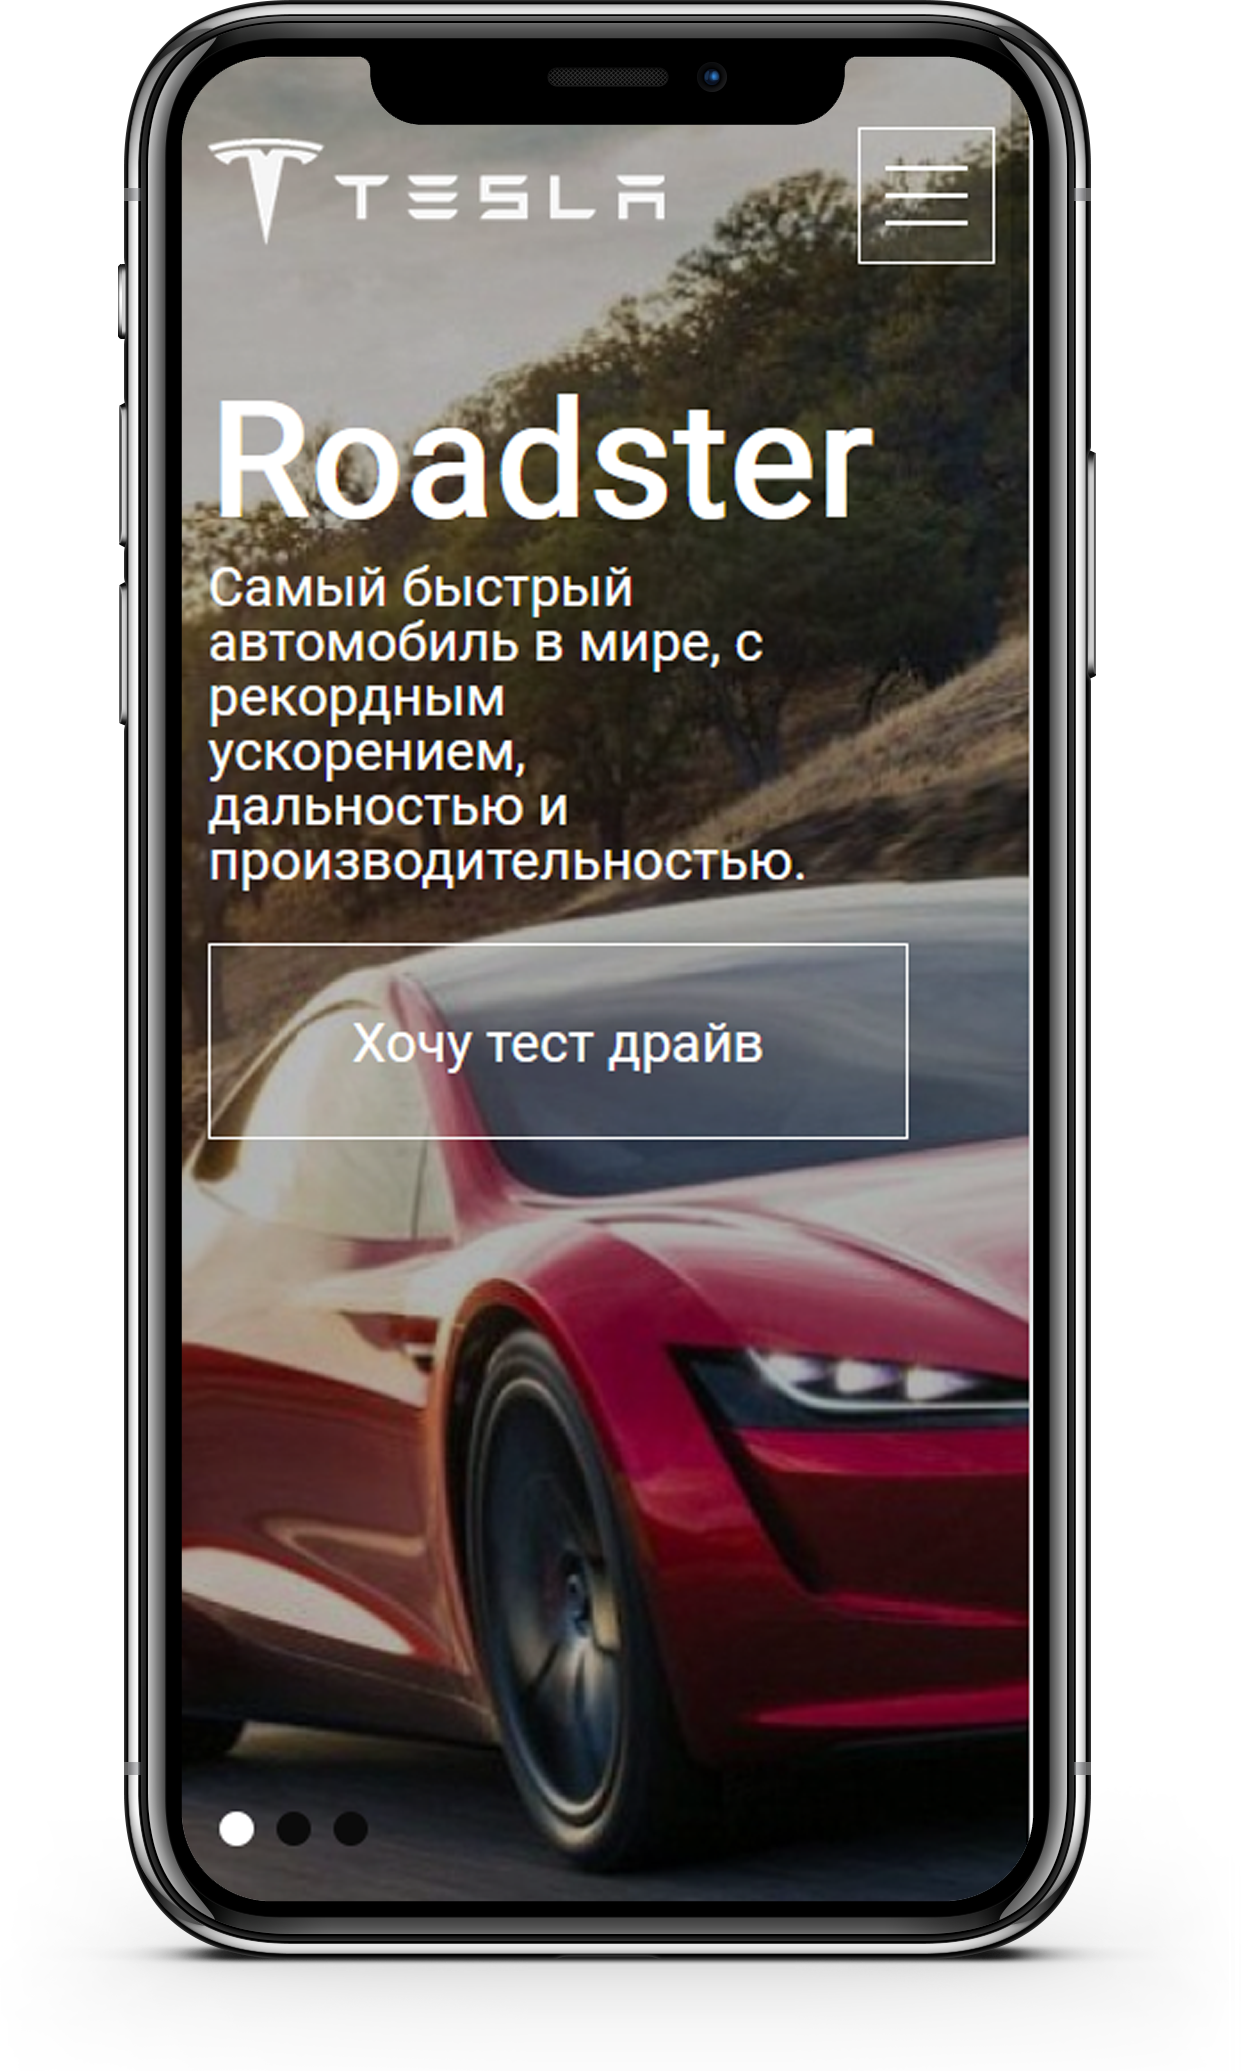 TESLA
Roadster
Самый быстрый
автомобиль в мире, с
рекордным
ускорением,
дальностью и
производительностью.
Хочу тест драйв